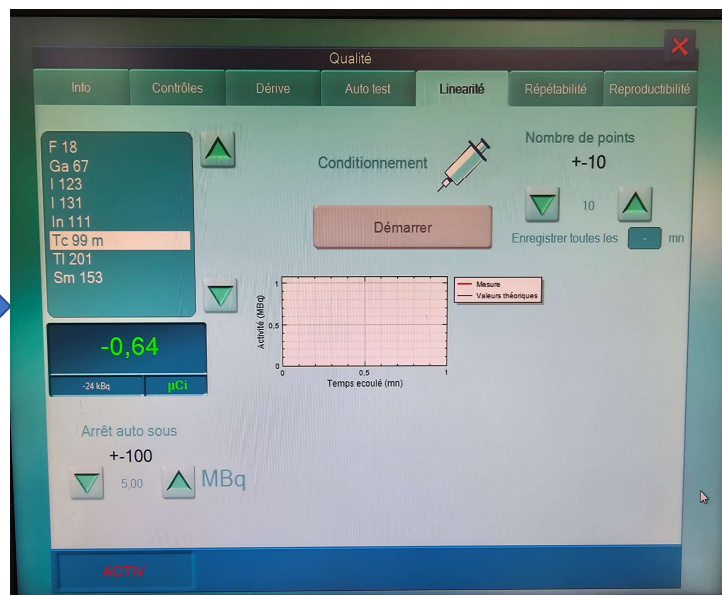 Qualité
Info Contrôles Dérive Auto test Linearité Répétabilité Reproductibilité
F 18
Ga 67
I 123
I 131
In 111
Tc 99 m
Tl 201
Sm 153
Conditionnement
Démarrer
Nombre de points
+-10
10
Enregistrer toutes les - mn
Mesure
Valeurs théoriques
Activité (MBq)
1
0,5
0
0 0,5 1
Temps ecoulé (mn)
-0,64
-24 kBq µCi
Arrêt auto sous
+-100
5,00 MBq
ACTIV